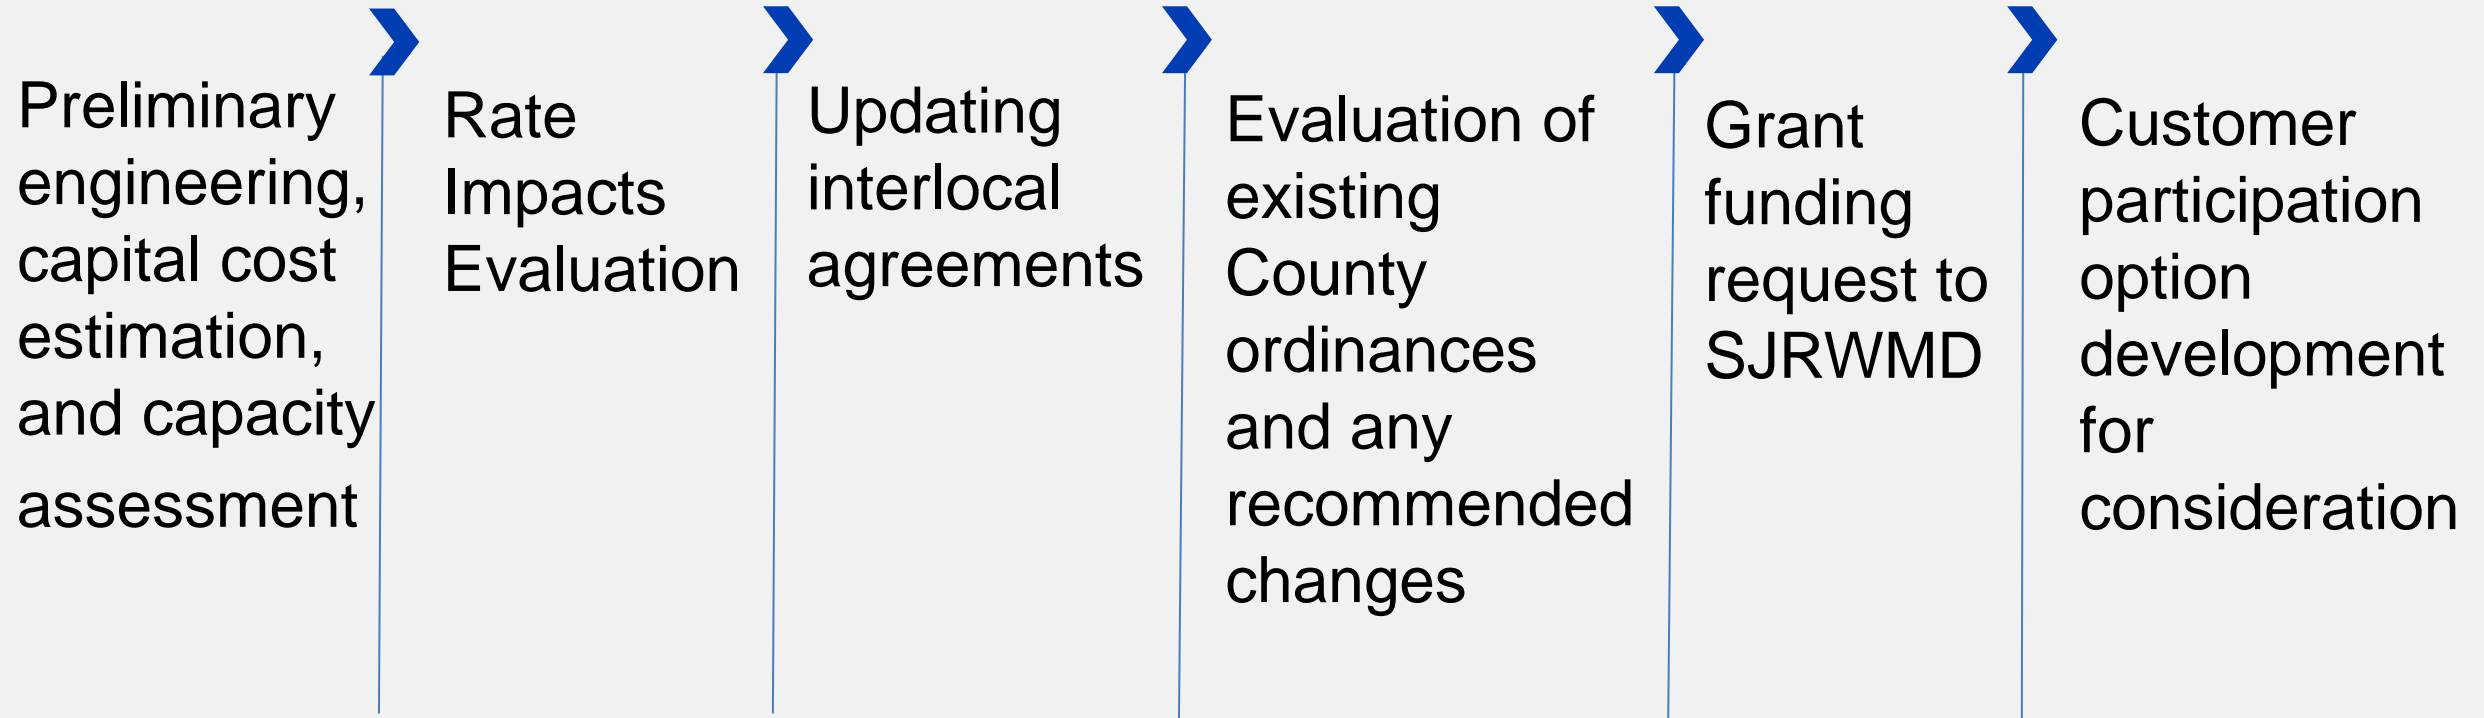 Preliminary
engineering,
capital cost
estimation,
and capacity
assessment
Rate
Impacts
Evaluation
Updating
interlocal
agreements
Evaluation of
existing
County
ordinances
and any
recommended
changes
Grant
funding
request to
SJRWMD
Customer
participation
option
development
for
consideration